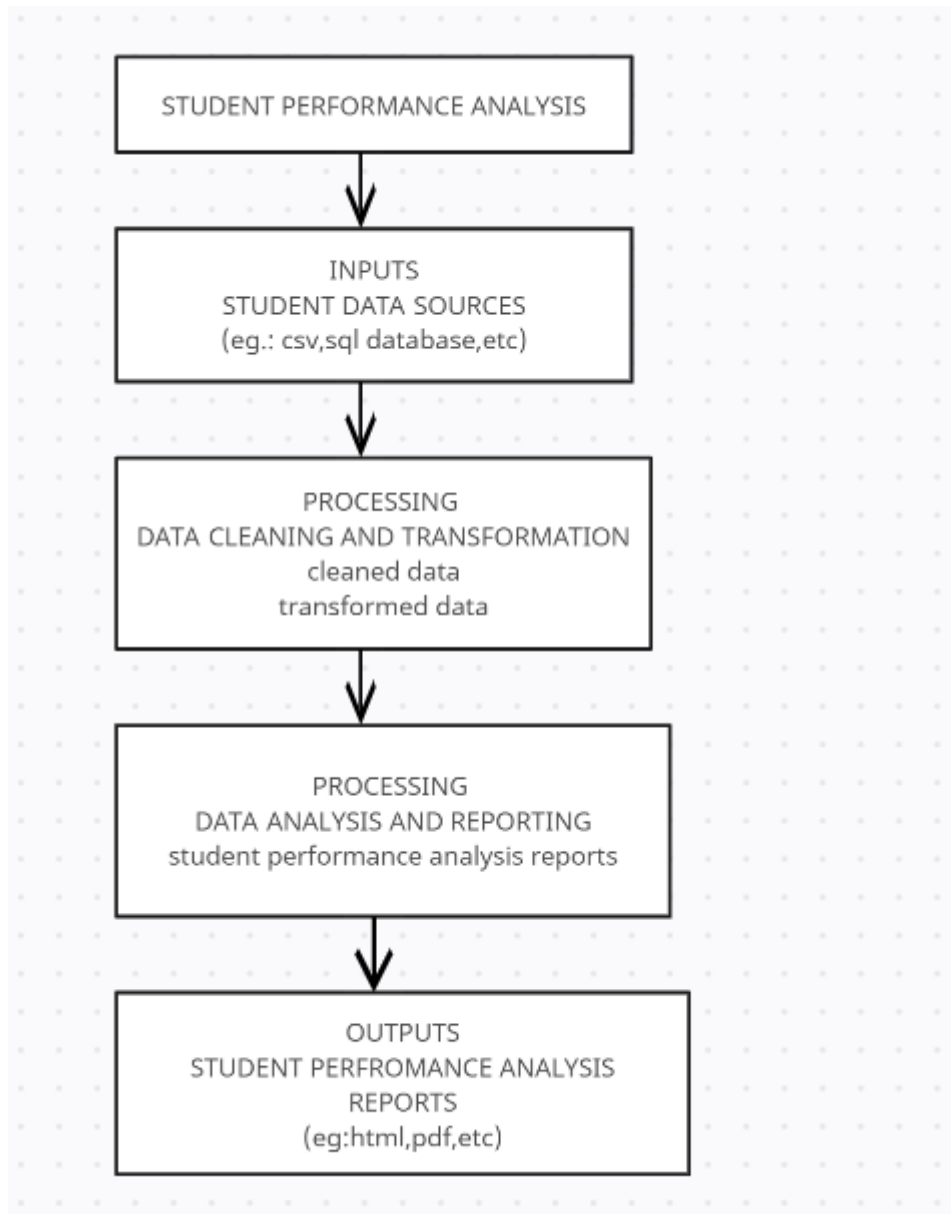 STUDENT PERFORMANCE ANALYSIS
INPUTS
STUDENT DATA SOURCES
(eg.: csv,sql database,etc)
PROCESSING
DATA CLEANING AND TRANSFORMATION
cleaned data
transformed data
PROCESSING
DATA ANALYSIS AND REPORTING
student performance analysis reports
OUTPUTS
STUDENT PERFROMANCE ANALYSIS
REPORTS
(eg:html,pdf,etc)